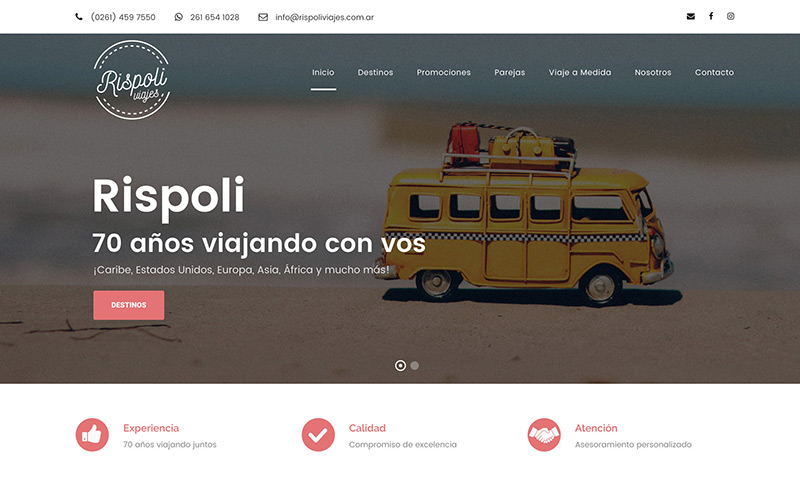 (0261) 459 7550
261 654 1028
info@rispoliviajes.com.ar
Rispoli
viajes
Inicio
Destinos
Promociones
Parejas
Viaje a Medida
Nosotros
Contacto
Rispoli
70 años viajando con vos
¡Caribe, Estados Unidos, Europa, Asia, África y mucho más!
DESTINOS
Experiencia
70 años viajando juntos
Calidad
Compromiso de excelencia
Atención
Asesoramiento personalizado